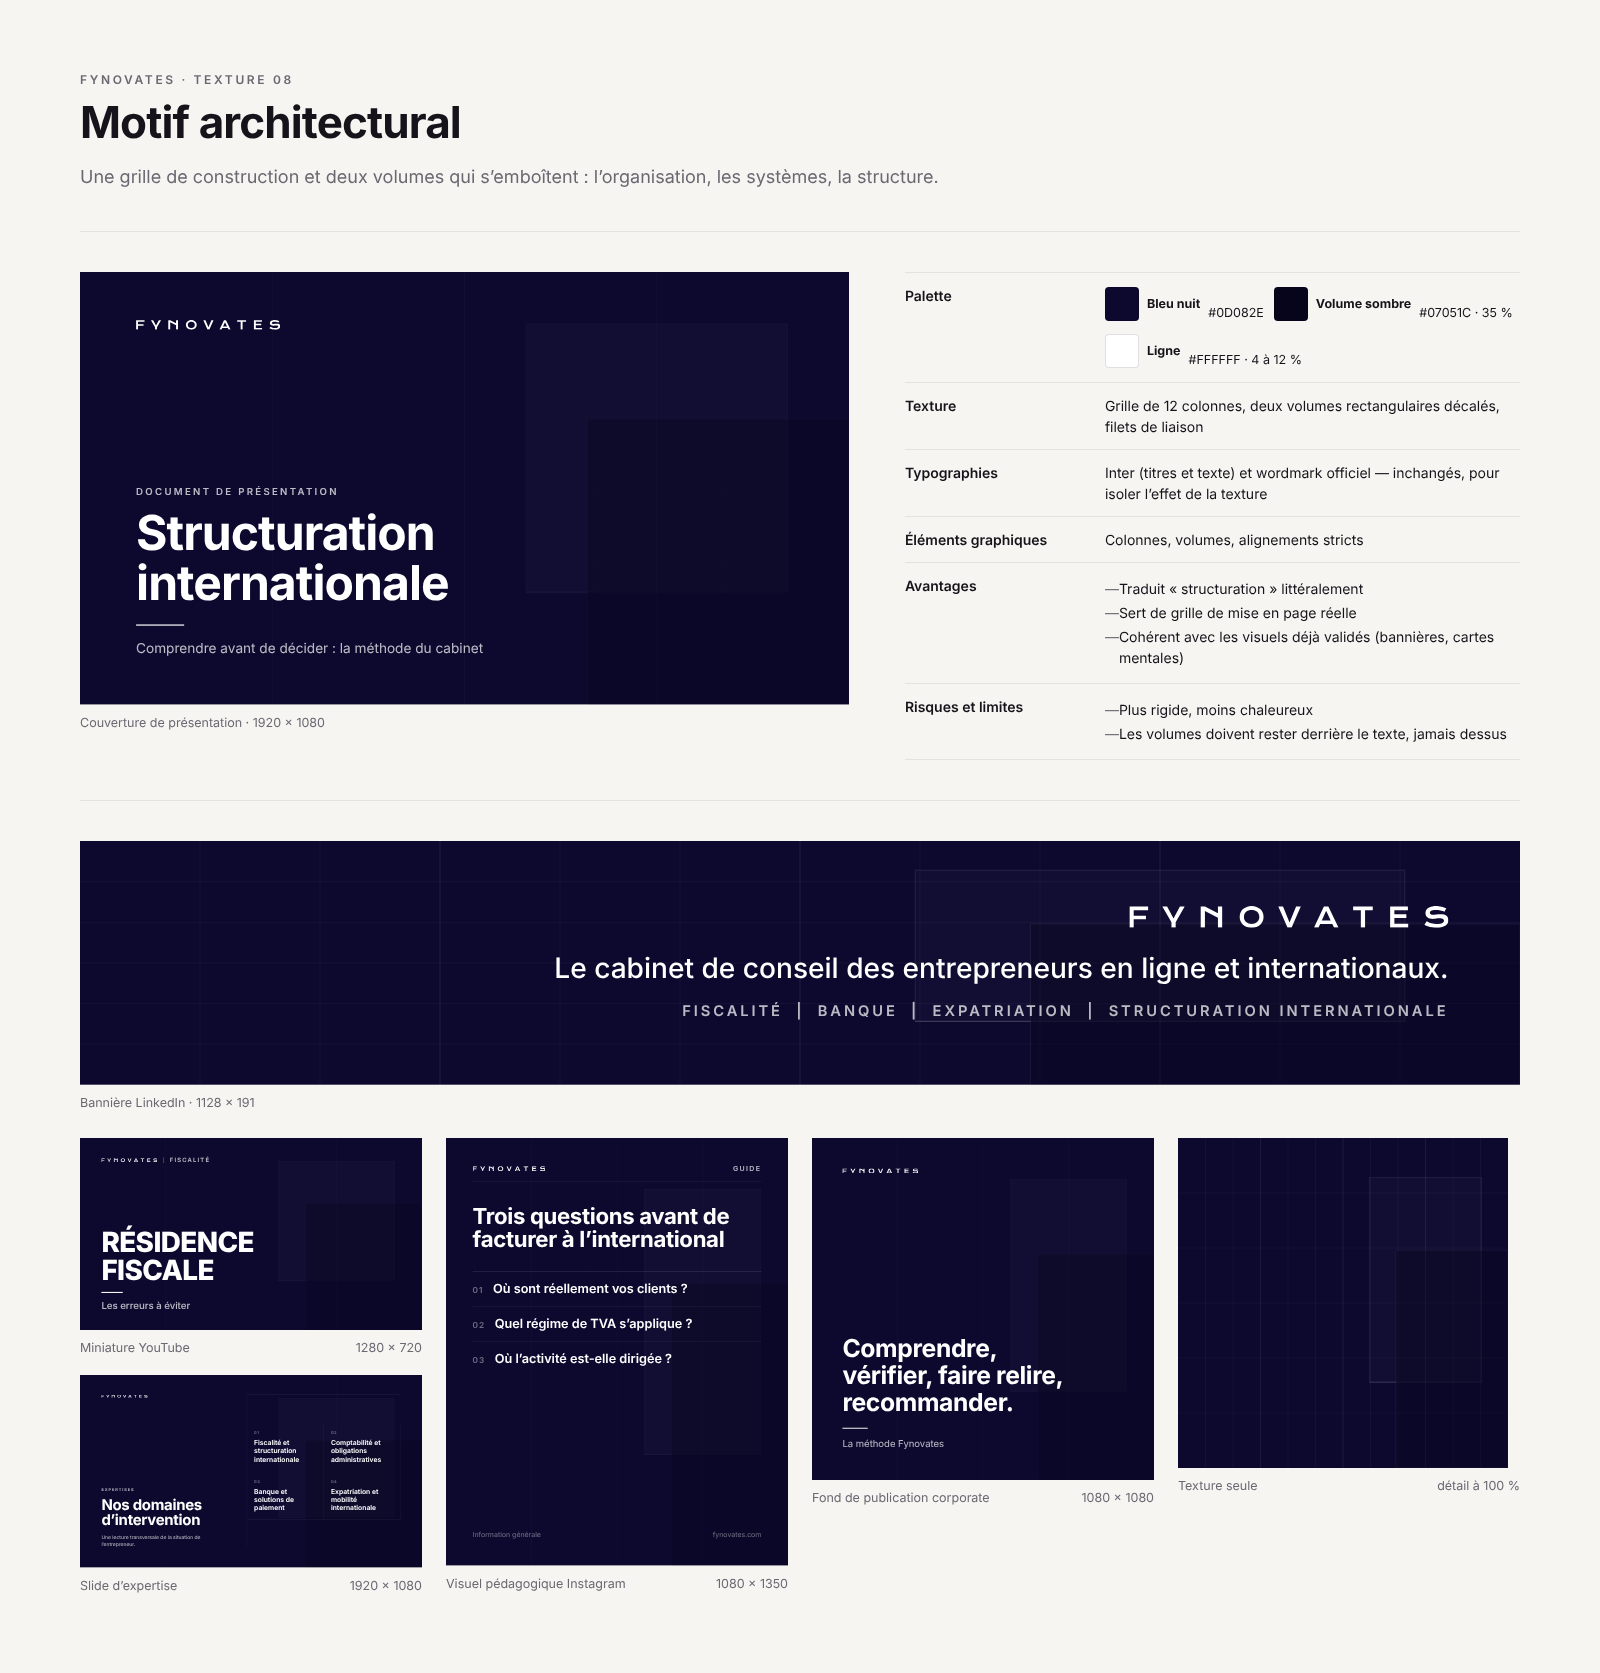 FYNOVATES · TEXTURE 08
Motif architectural
Une grille de construction et deux volumes qui s’emboîtent : l’organisation, les systèmes, la structure.
FYNOVATES
DOCUMENT DE PRÉSENTATION
Structuration
internationale
Comprendre avant de décider : la méthode du cabinet
Couverture de présentation · 1920 × 1080
Palette
Bleu nuit #0D082E Volume sombre #07051C · 35 %
Ligne #FFFFFF · 4 à 12 %
Texture
Grille de 12 colonnes, deux volumes rectangulaires décalés,
filets de liaison
Typographies
Inter (titres et texte) et wordmark officiel — inchangés, pour
isoler l’effet de la texture
Éléments graphiques
Colonnes, volumes, alignements stricts
Avantages
—Traduit « structuration » littéralement
—Sert de grille de mise en page réelle
—Cohérent avec les visuels déjà validés (bannières, cartes
mentales)
Risques et limites
—Plus rigide, moins chaleureux
—Les volumes doivent rester derrière le texte, jamais dessus
FYNOVATES
Le cabinet de conseil des entrepreneurs en ligne et internationaux.
FISCALITÉ | BANQUE | EXPATRIATION | STRUCTURATION INTERNATIONALE
Bannière LinkedIn · 1128 × 191
FYNOVATES | FISCALITÉ
RÉSIDENCE
FISCALE
Les erreurs à éviter
Miniature YouTube 1280 × 720
FYNOVATES
EXPERTISES
Nos domaines
d’intervention
Une lecture transversale de la situation de
l’entrepreneur.
01
Fiscalité et
structuration
internationale
02
Comptabilité et
obligations
administratives
03
Banque et
solutions de
paiement
04
Expatriation et
mobilité
internationale
Slide d’expertise 1920 × 1080
FYNOVATES GUIDE
Trois questions avant de
facturer à l’international
01 Où sont réellement vos clients ?
02 Quel régime de TVA s’applique ?
03 Où l’activité est-elle dirigée ?
Information générale fynovates.com
Visuel pédagogique Instagram 1080 × 1350
FYNOVATES
Comprendre,
vérifier, faire relire,
recommander.
La méthode Fynovates
Fond de publication corporate 1080 × 1080
Texture seule détail à 100 %